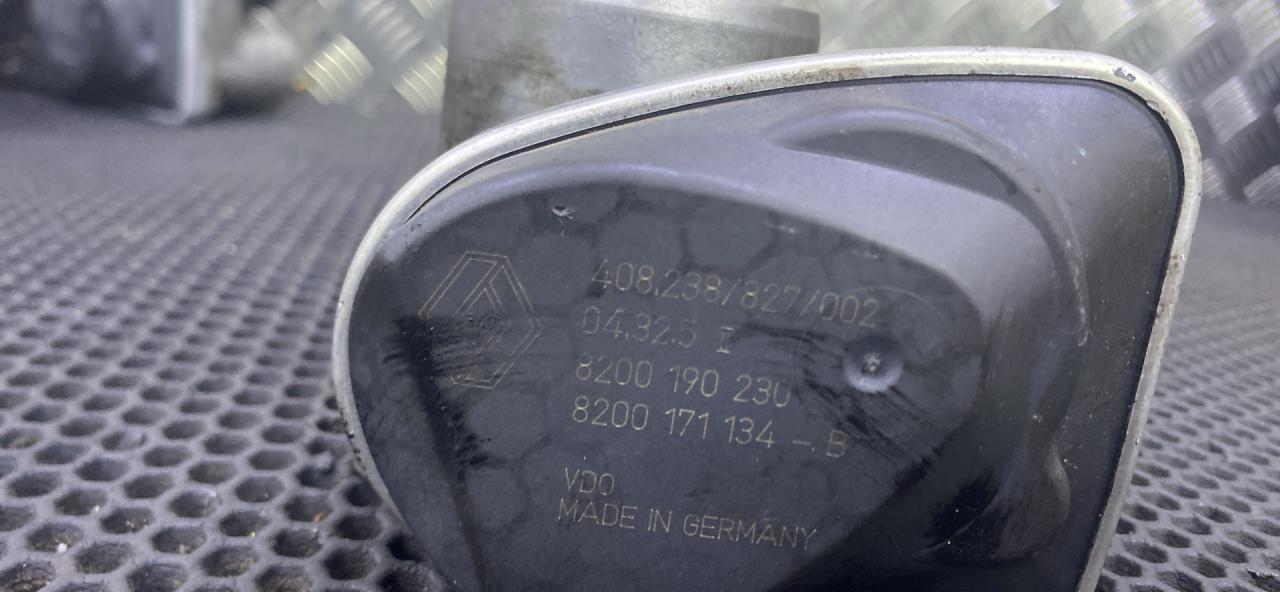 408.238/827/002
04.32.5 I
8200 190 230
8200 171 134 - B
VDO
MADE IN GERMANY